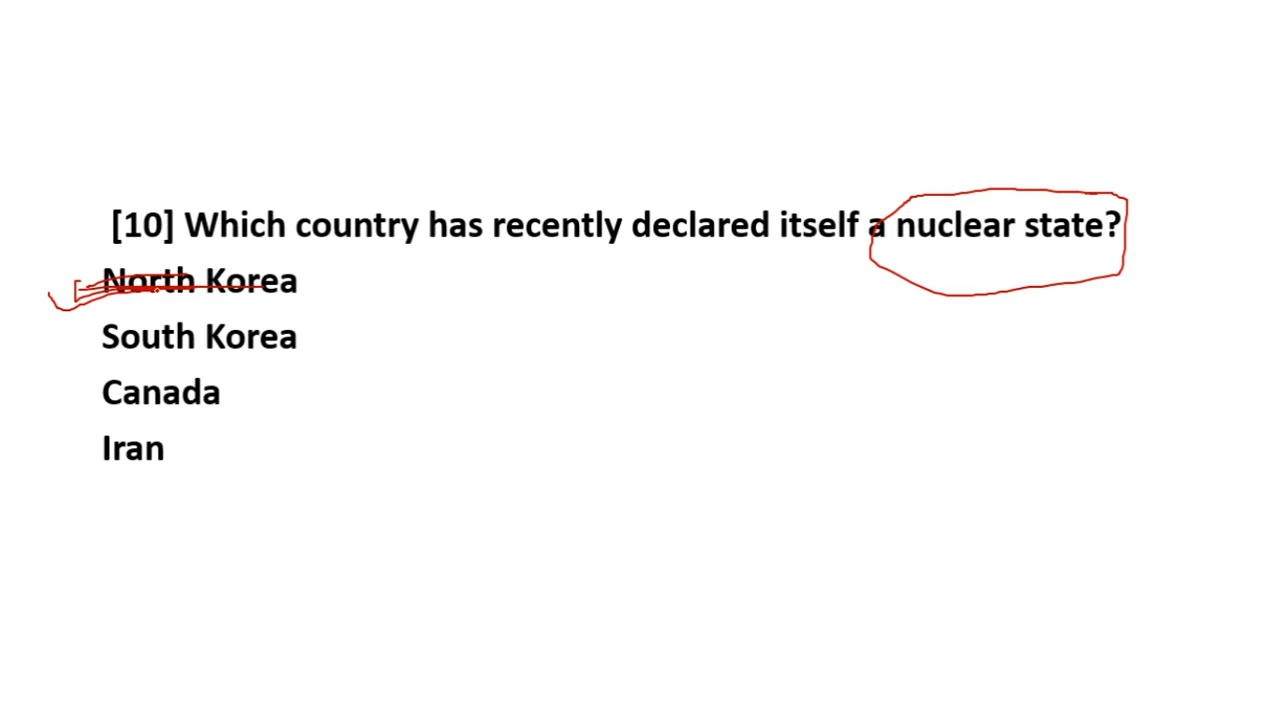 [10] Which country has recently declared itself a nuclear state?
North Korea
South Korea
Canada
Iran